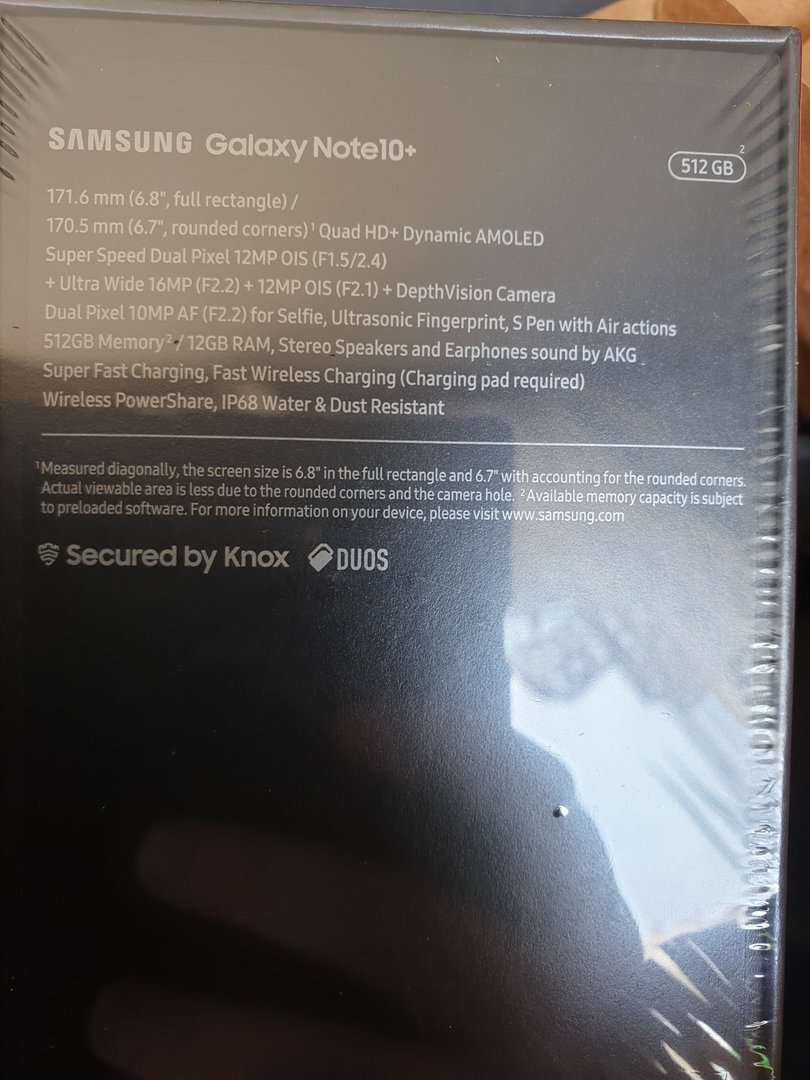 SAMSUNG Galaxy Note10+
512 GB 2
171.6 mm (6.8", full rectangle) /
170.5 mm (6.7", rounded corners) 1 Quad HD+ Dynamic AMOLED
Super Speed Dual Pixel 12MP OIS (F1.5/2.4)
+ Ultra Wide 16MP (F2.2) + 12MP OIS (F2.1) + DepthVision Camera
Dual Pixel 10MP AF (F2.2) for Selfie, Ultrasonic Fingerprint, S Pen with Air actions
512GB Memory 2 / 12GB RAM, Stereo Speakers and Earphones sound by AKG
Super Fast Charging, Fast Wireless Charging (Charging pad required)
Wireless PowerShare, IP68 Water & Dust Resistant
1 Measured diagonally, the screen size is 6.8" in the full rectangle and 6.7" with accounting for the rounded corners.
Actual viewable area is less due to the rounded corners and the camera hole. 2 Available memory capacity is subject
to preloaded software. For more information on your device, please visit www.samsung.com
Secured by Knox DUOS